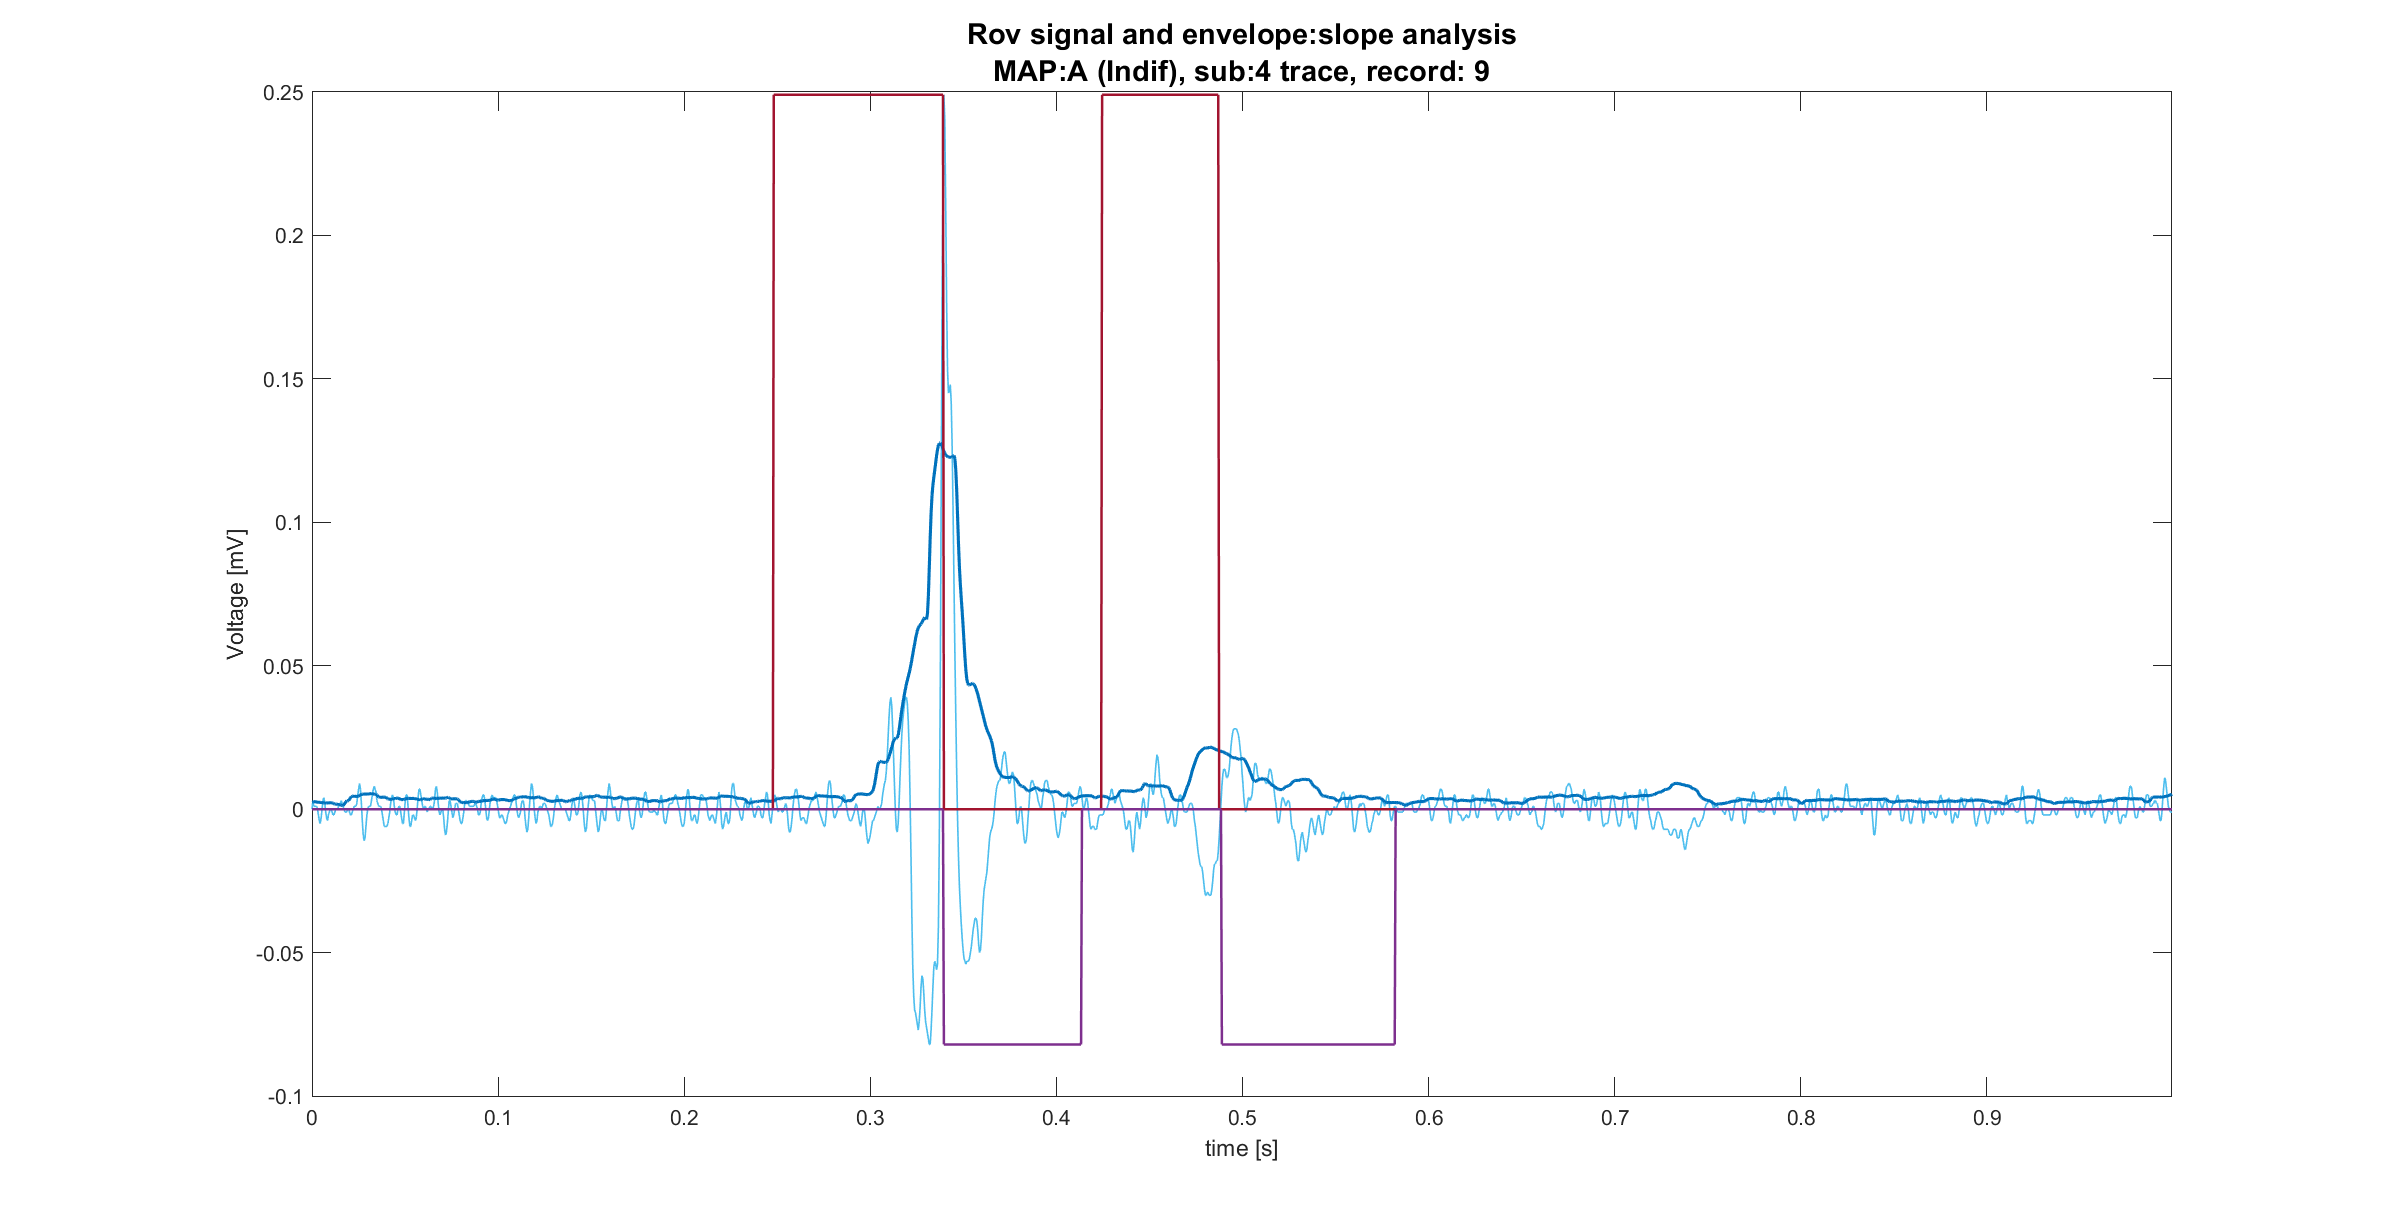 Rov signal and envelope:slope analysis
MAP:A (Indif), sub:4 trace, record: 9
0.25
0.2
0.15
0.1
0.05
0
-0.05
-0.1
Voltage [mV]
0 0.1 0.2 0.3 0.4 0.5 0.6 0.7 0.8 0.9
time [s]